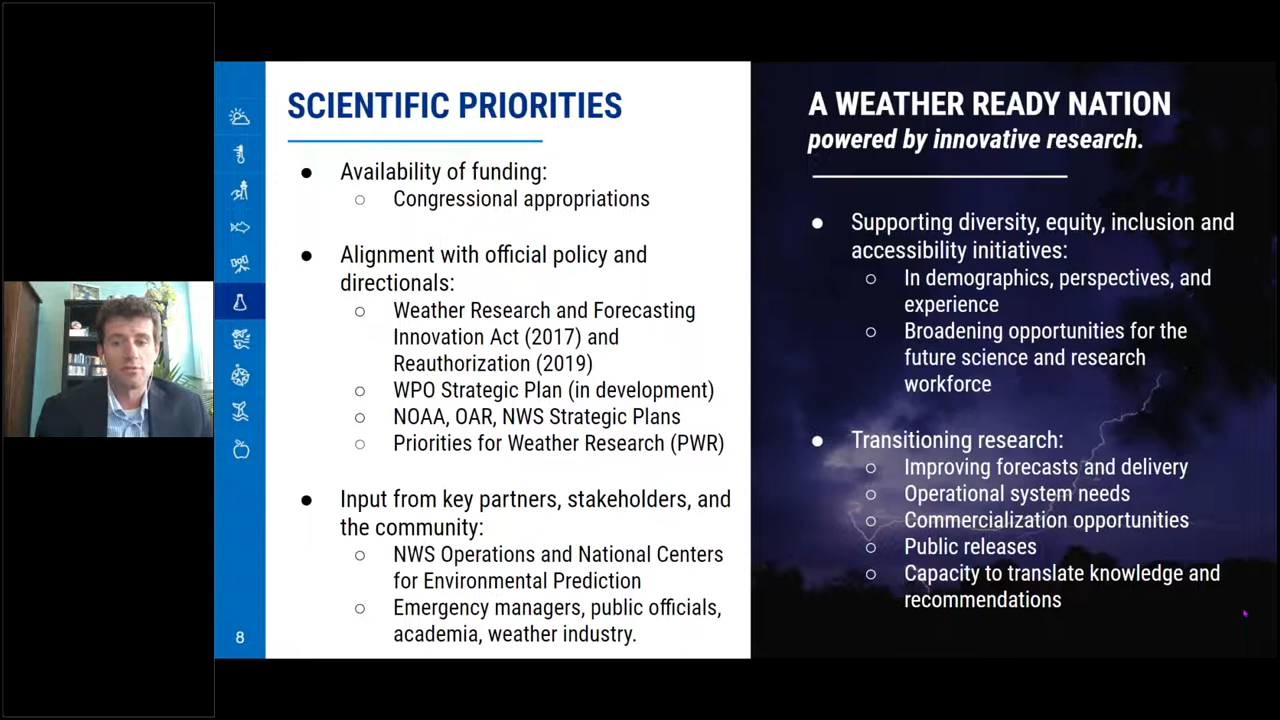 SCIENTIFIC PRIORITIES
● Availability of funding:
○ Congressional appropriations
● Alignment with official policy and
directionals:
○ Weather Research and Forecasting
Innovation Act (2017) and
Reauthorization (2019)
○ WPO Strategic Plan (in development)
○ NOAA, OAR, NWS Strategic Plans
○ Priorities for Weather Research (PWR)
● Input from key partners, stakeholders, and
the community:
○ NWS Operations and National Centers
for Environmental Prediction
○ Emergency managers, public officials,
academia, weather industry.
8
A WEATHER READY NATION
powered by innovative research.
● Supporting diversity, equity, inclusion and
accessibility initiatives:
○ In demographics, perspectives, and
experience
○ Broadening opportunities for the
future science and research
workforce
● Transitioning research:
○ Improving forecasts and delivery
○ Operational system needs
○ Commercialization opportunities
○ Public releases
○ Capacity to translate knowledge and
recommendations